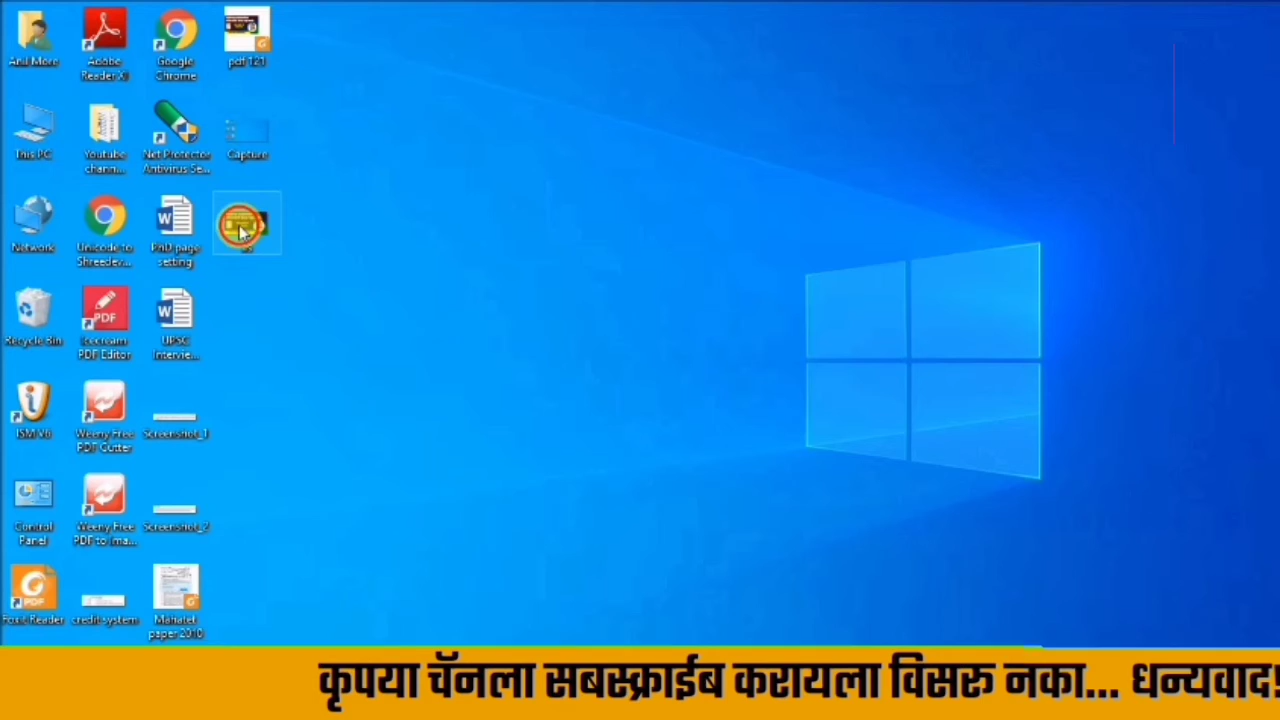 Anil More
Adobe
Reader XI
Google
Chrome
pdf 121
This PC
Youtube
chann...
Net Protector
Antivirus Se...
Capture
Network
Unicode to
Shreedev...
PhD page
setting
Recycle Bin
PDF
Icecream
PDF Editor
UPSC
Intervie...
ISM V6
Weeny Free
PDF Cutter
Screenshot_1
Control
Panel
Weeny Free
PDF to Ima...
Screenshot_2
PDF
Foxit Reader
credit system
Mahatet
paper 2010
कृपया चॅनला सबस्क्राईब करायला विसरू नका... धन्यवाद!